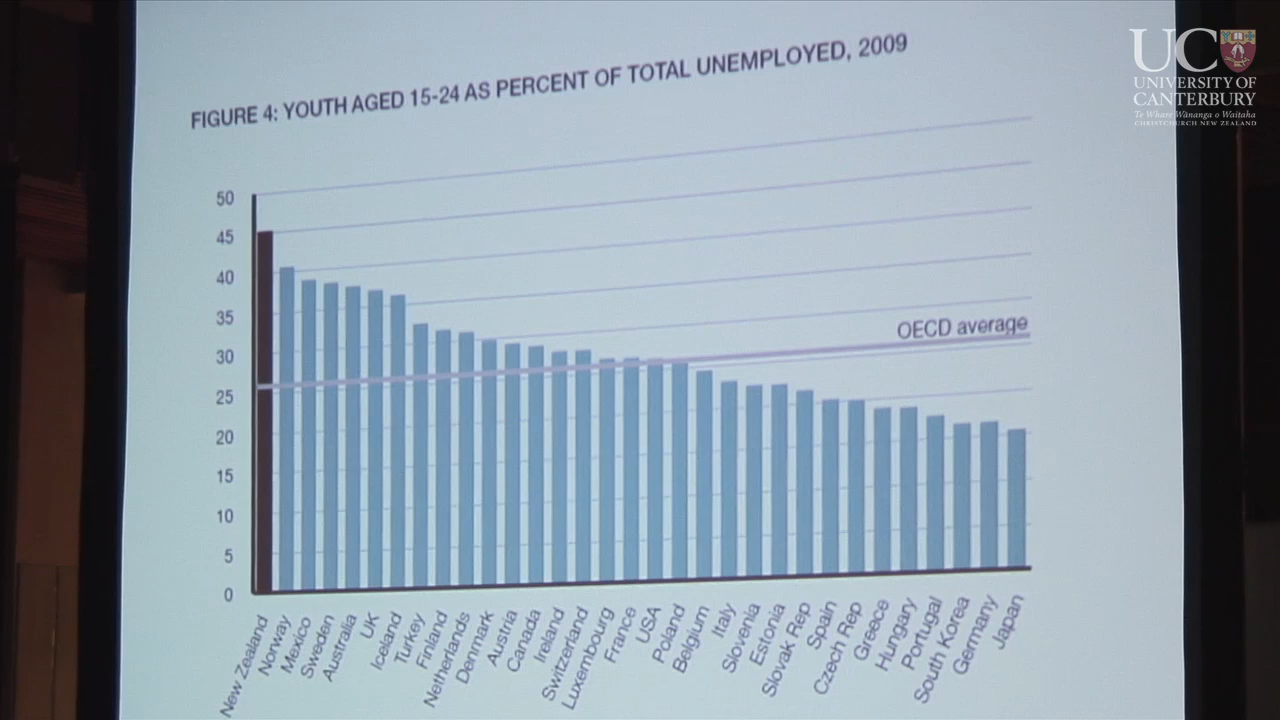 UC
UNIVERSITY OF
CANTERBURY
Te Whare Wānanga o Waitaha
CHRISTCHURCH NEW ZEALAND
FIGURE 4: YOUTH AGED 15-24 AS PERCENT OF TOTAL UNEMPLOYED, 2009
50
45
40
35
30
25
20
15
10
5
0
OECD average
New Zealand
Norway
Mexico
Sweden
Australia
UK
Iceland
Turkey
Finland
Netherlands
Denmark
Austria
Canada
Ireland
Switzerland
Luxembourg
France
USA
Poland
Belgium
Italy
Slovenia
Estonia
Slovak Rep
Spain
Czech Rep
Greece
Hungary
Portugal
South Korea
Germany
Japan